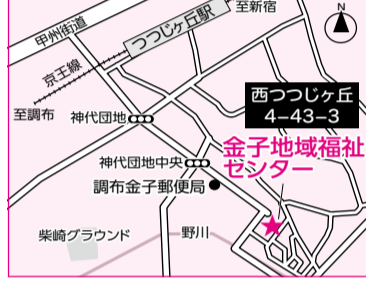 至新宿
N
甲州街道
つつじヶ丘駅
京王線
至調布
神代団地
西つつじヶ丘
4-43-3
神代団地中央
金子地域福祉
センター
調布金子郵便局
柴崎グラウンド
野川